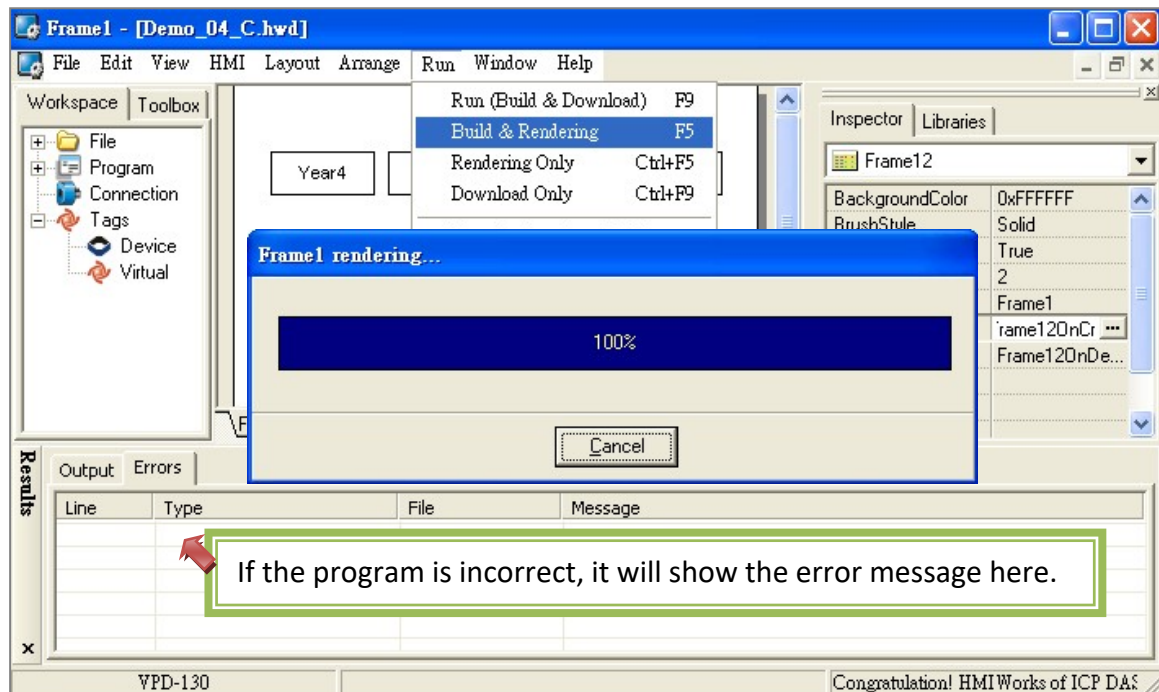 Frame1 - [Demo_04_C.hwd]
File Edit View HMI Layout Arrange Run Window Help
Workspace Toolbox
File
Program
Connection
Tags
Device
Virtual
Year4
Run (Build & Download) F9
Build & Rendering F5
Rendering Only Ctrl+F5
Download Only Ctrl+F9
Inspector Libraries
Frame12
BackgroundColor 0xFFFFFF
BrushStyle Solid
True
2
Frame1
Frame12OnCr ...
Frame12OnDe...
Frame1 rendering...
100%
Cancel
Results
Output Errors
Line Type File Message
If the program is incorrect, it will show the error message here.
VPD-130
Congratulation! HMIWorks of ICP DAS